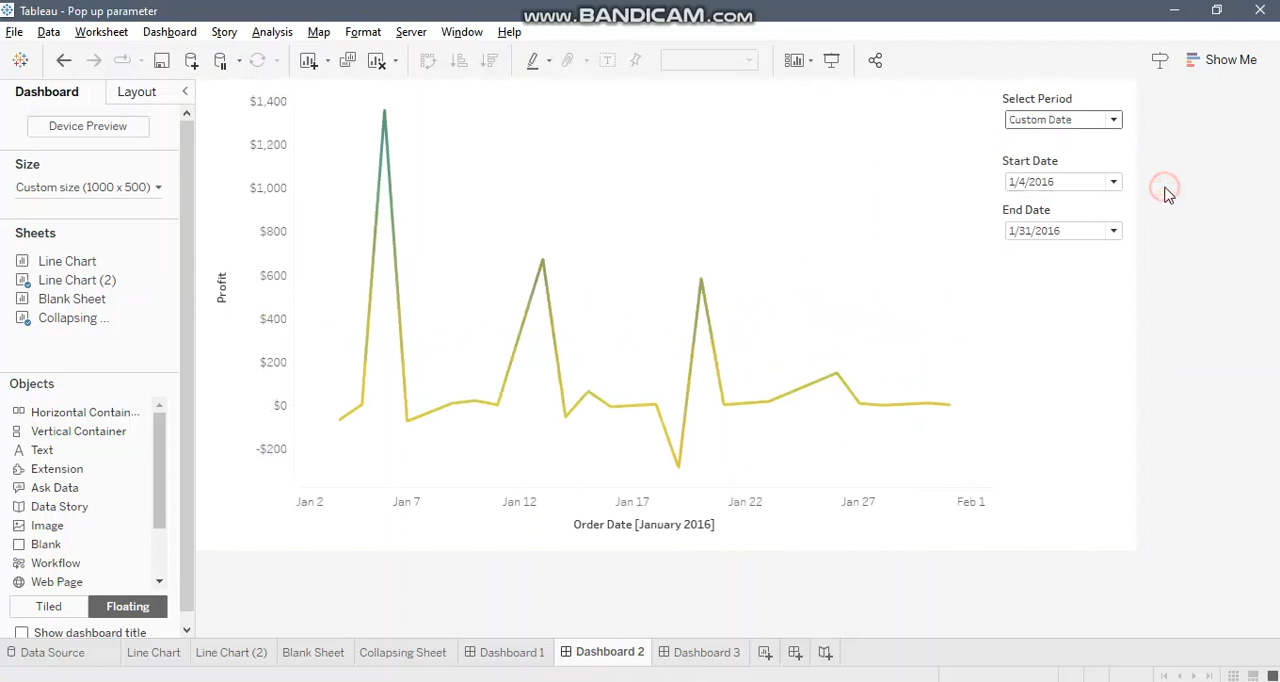 Tableau - Pop up parameter
www.BANDICAM.com
File Data Worksheet Dashboard Story Analysis Map Format Server Window Help
Show Me
Dashboard Layout
Device Preview
Size
Custom size (1000 x 500)
Sheets
Line Chart
Line Chart (2)
Blank Sheet
Collapsing ...
Objects
Horizontal Contain...
Vertical Container
Text
Extension
Ask Data
Data Story
Image
Blank
Workflow
Web Page
Tiled Floating
Show dashboard title
$1,400
$1,200
$1,000
$800
$600
$400
$200
$0
-$200
Profit
Jan 2 Jan 7 Jan 12 Jan 17 Jan 22 Jan 27 Feb 1
Order Date [January 2016]
Select Period
Custom Date
Start Date
1/4/2016
End Date
1/31/2016
Data Source Line Chart Line Chart (2) Blank Sheet Collapsing Sheet Dashboard 1 Dashboard 2 Dashboard 3